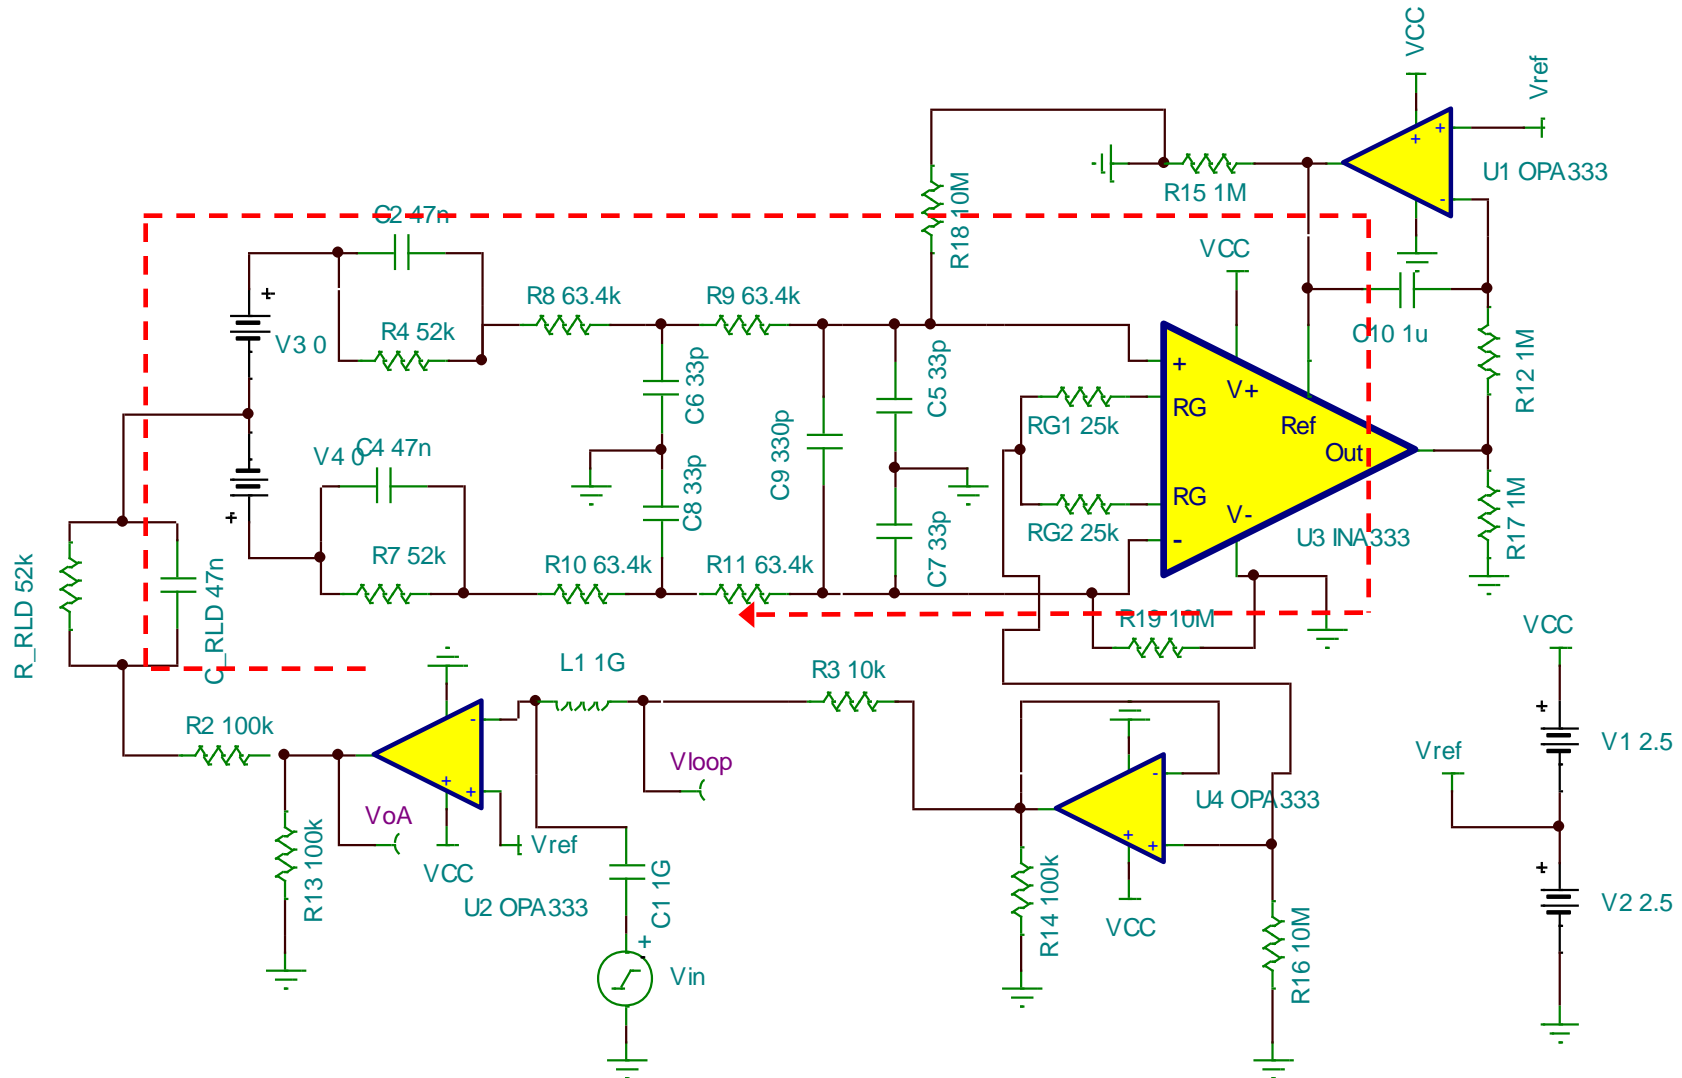 VCC
Vref
U1 OPA333
R15 1M
R18 10M
C2 47n
VCC
R8 63.4k
R9 63.4k
V3 0
R4 52k
C10 1u
C6 33p
C5 33p
R12 1M
+
V+
RG
RG1 25k
Ref
Out
V4 0
C4 47n
C9 330p
C8 33p
C7 33p
RG
RG2 25k
V-
-
U3 INA333
R17 1M
R7 52k
R10 63.4k
R11 63.4k
R_RLD 52k
C_RLD 47n
R19 10M
VCC
L1 1G
R3 10k
R2 100k
Vloop
Vref
V1 2.5
U4 OPA333
VoA
Vref
R13 100k
VCC
U2 OPA333
C1 1G
R14 100k
VCC
R16 10M
V2 2.5
Vin